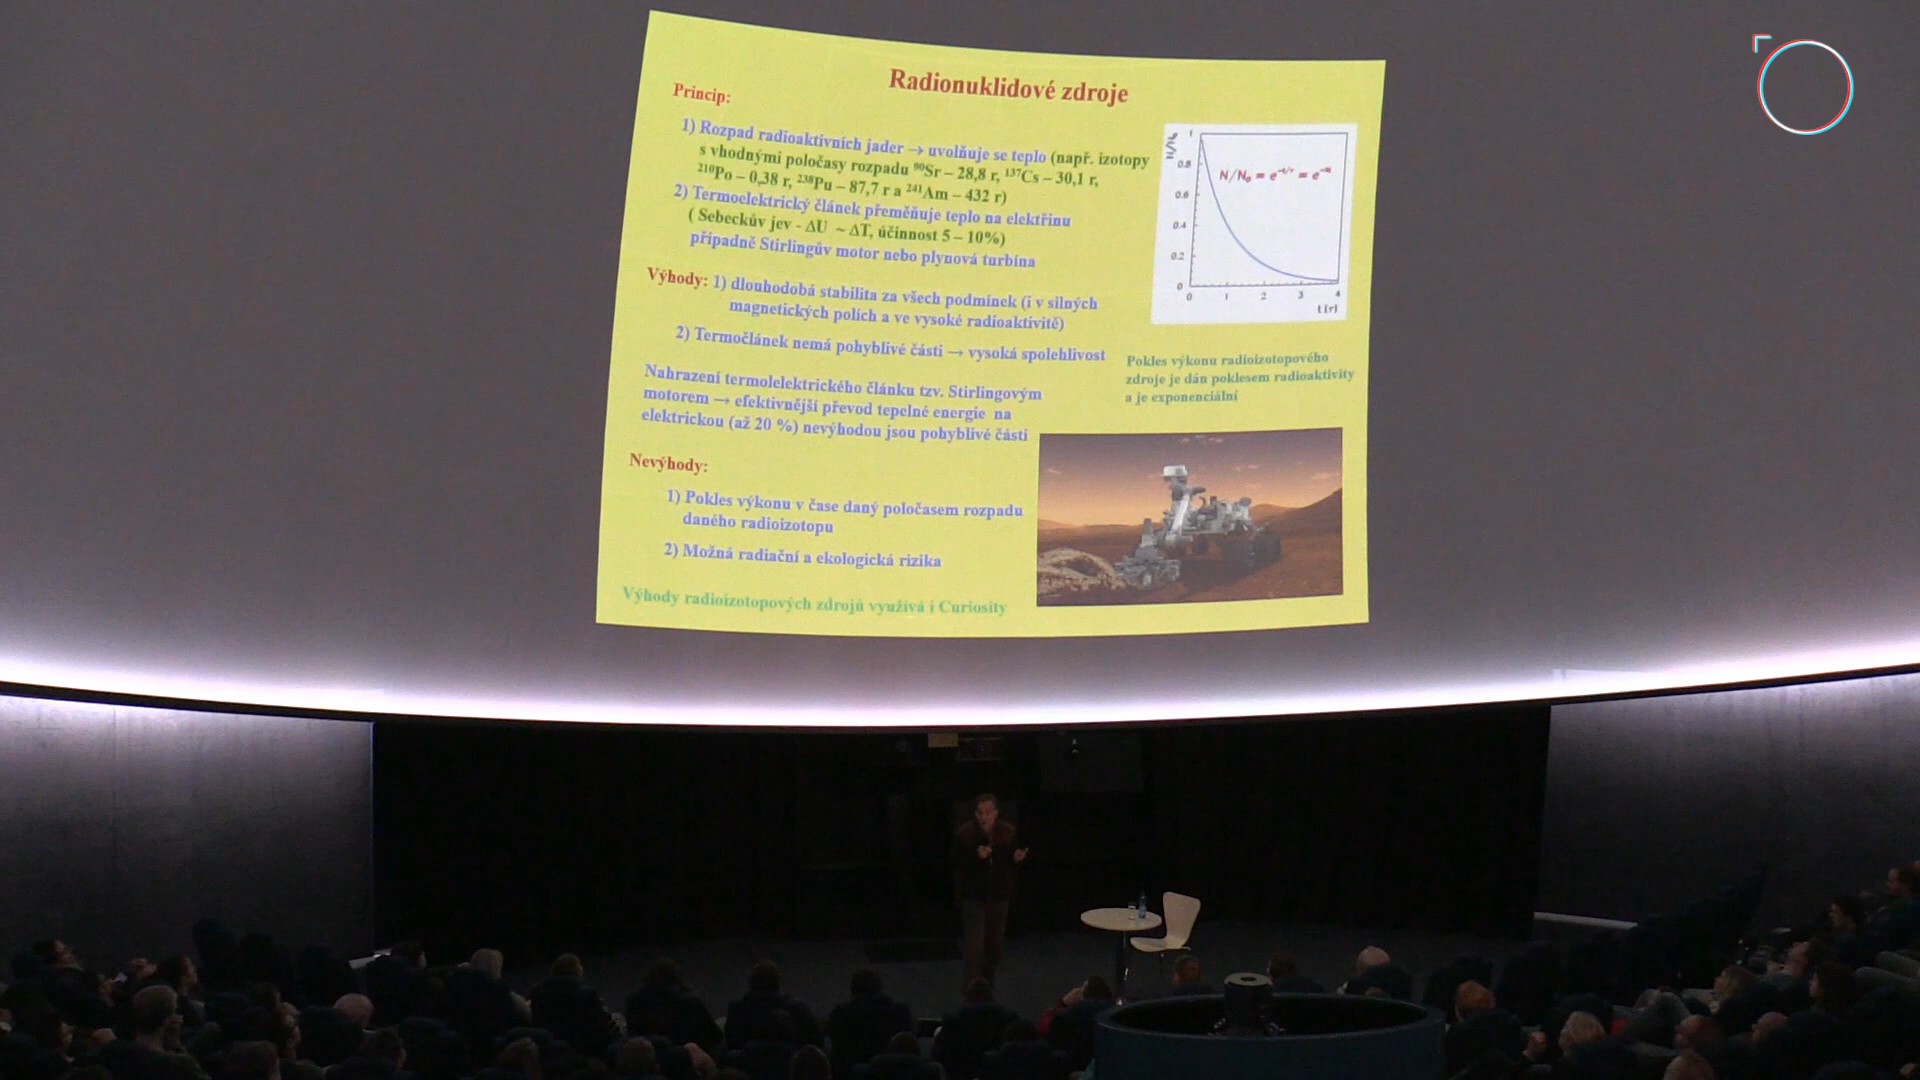 Radionuklidové zdroje
Princip:
1) Rozpad radioaktivních jader → uvolňuje se teplo (např. izotopy
s vhodnými poločasy rozpadu ⁹⁰Sr – 28,8 r, ¹³⁷Cs – 30,1 r,
²¹⁰Po – 0,38 r, ²³⁸Pu – 87,7 r a ²⁴¹Am – 432 r)
2) Termoelektrický článek přeměňuje teplo na elektřinu
( Sebeckův jev - ΔU ~ ΔT, účinnost 5 – 10%)
případně Stirlingův motor nebo plynová turbína
Výhody: 1) dlouhodobá stabilita za všech podmínek (i v silných
magnetických polích a ve vysoké radioaktivitě)
2) Termočlánek nemá pohyblivé části → vysoká spolehlivost
Nahrazení termolelektrického článku tzv. Stirlingovým
motorem → efektivnější převod tepelné energie na
elektrickou (až 20 %) nevýhodou jsou pohyblivé části
Nevýhody:
1) Pokles výkonu v čase daný poločasem rozpadu
daného radioizotopu
2) Možná radiační a ekologická rizika
Výhody radioizotopových zdrojů využívá i Curiosity
N/N₀
1
0.8
0.6
0.4
0.2
0
N/N₀ = e^(-t/τ) = e^(-λt)
0 1 2 3 4
t [τ]
Pokles výkonu radioizotopového
zdroje je dán poklesem radioaktivity
a je exponenciální